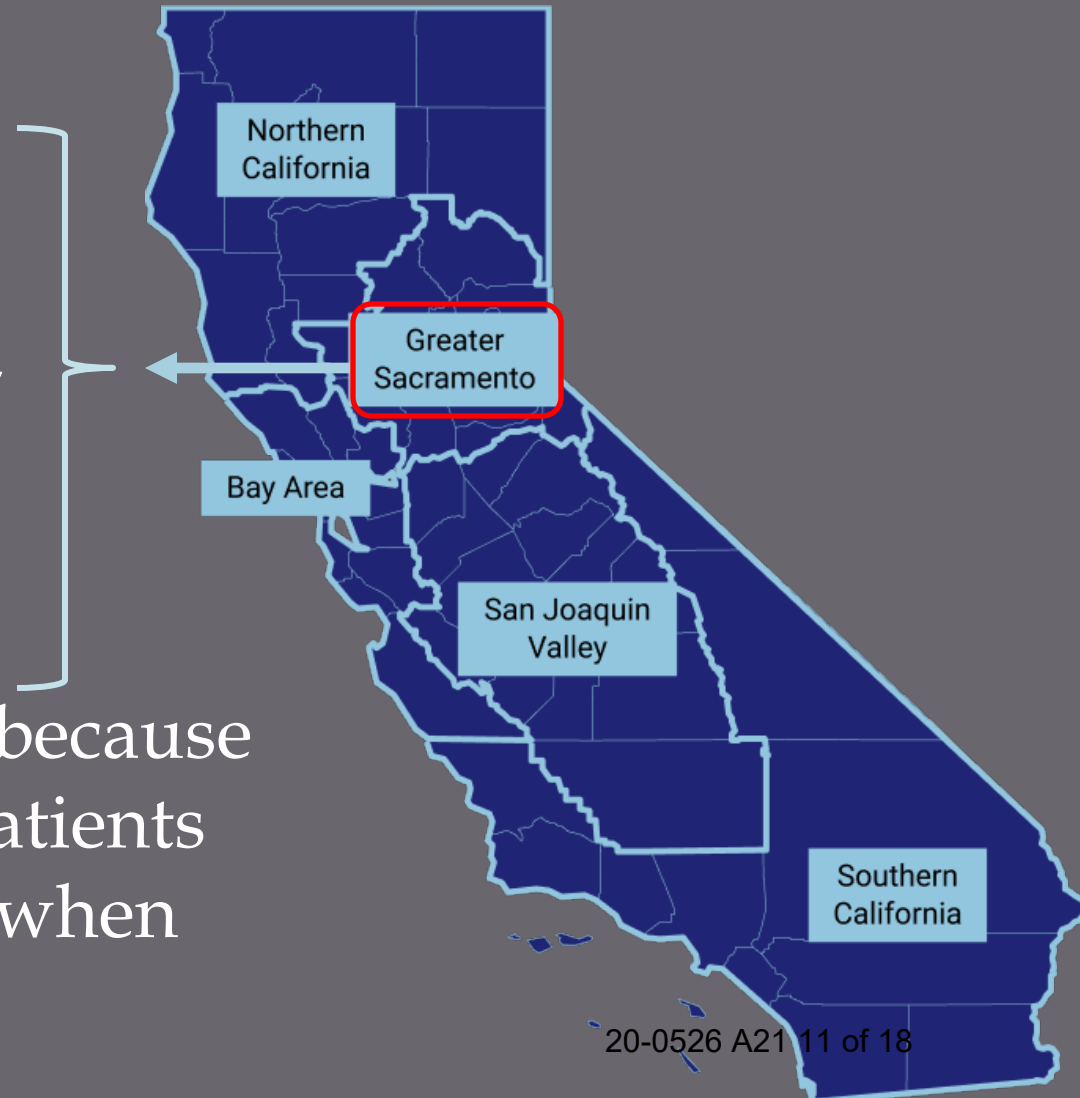 Northern
California
Greater
Sacramento
Bay Area
San Joaquin
Valley
because
when
Southern
California
20-0526 A21 11 of 18